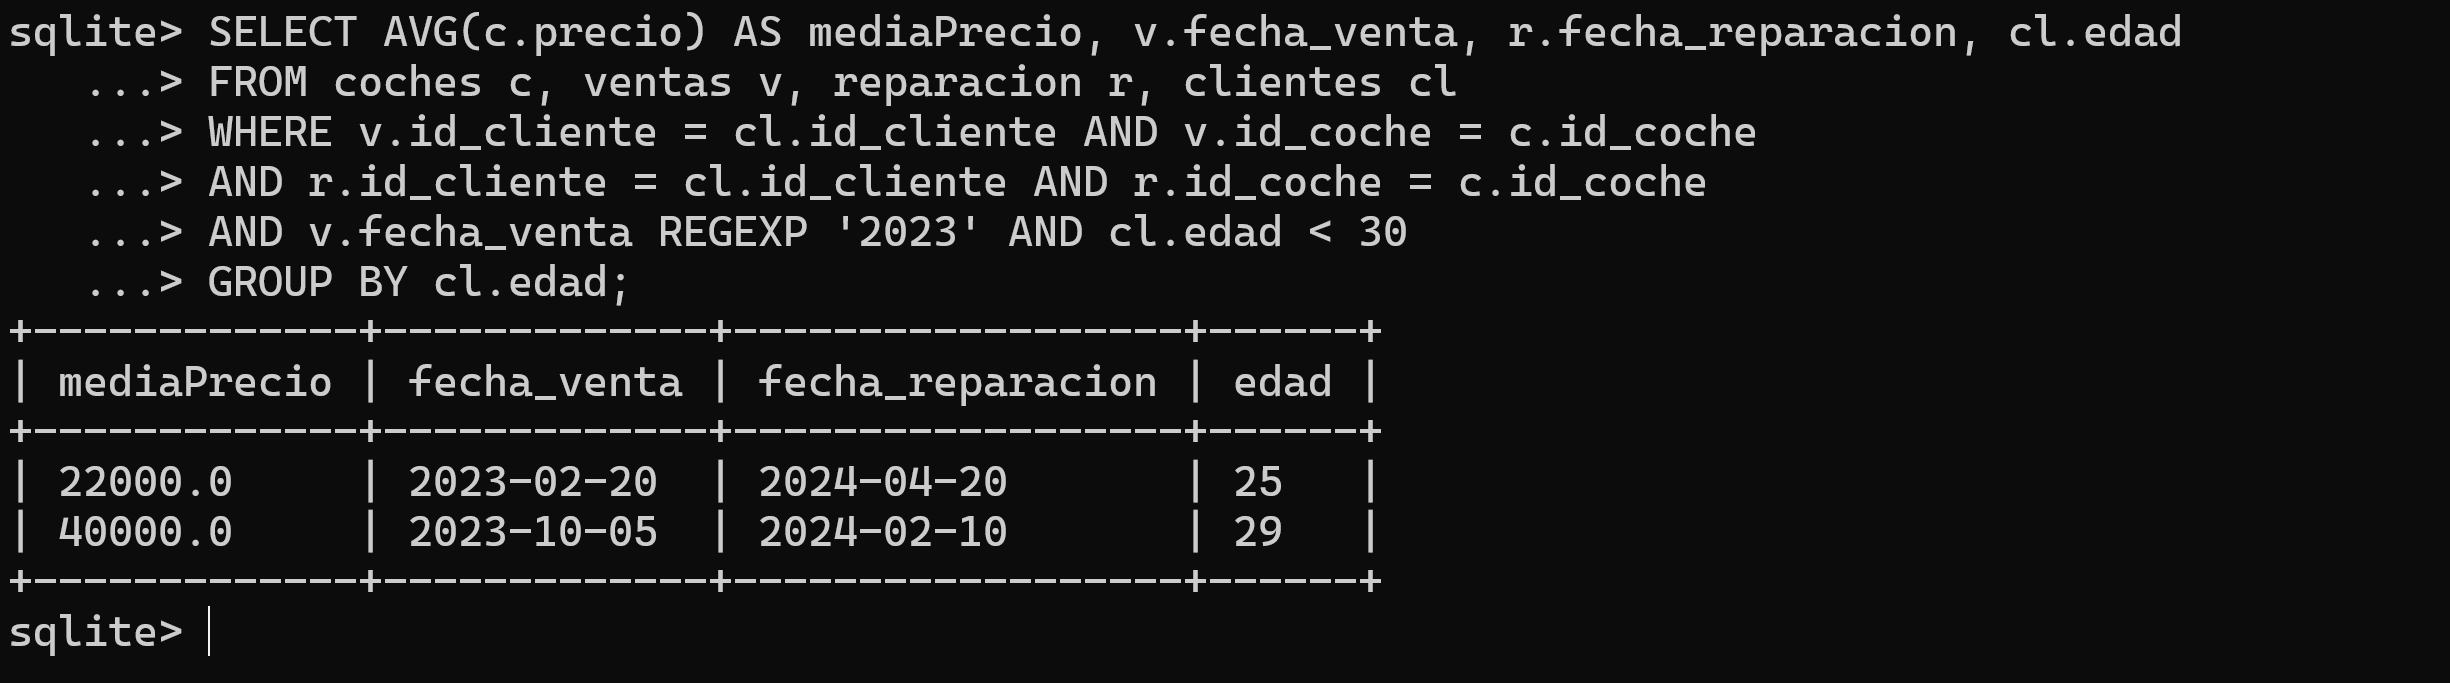 sqlite> SELECT AVG(c.precio) AS mediaPrecio, v.fecha_venta, r.fecha_reparacion, cl.edad
   ...> FROM coches c, ventas v, reparacion r, clientes cl
   ...> WHERE v.id_cliente = cl.id_cliente AND v.id_coche = c.id_coche
   ...> AND r.id_cliente = cl.id_cliente AND r.id_coche = c.id_coche
   ...> AND v.fecha_venta REGEXP '2023' AND cl.edad < 30
   ...> GROUP BY cl.edad;
+-------------+-------------+------------------+------+
| mediaPrecio | fecha_venta | fecha_reparacion | edad |
+-------------+-------------+------------------+------+
| 22000.0     | 2023-02-20  | 2024-04-20       | 25   |
| 40000.0     | 2023-10-05  | 2024-02-10       | 29   |
+-------------+-------------+------------------+------+
sqlite>